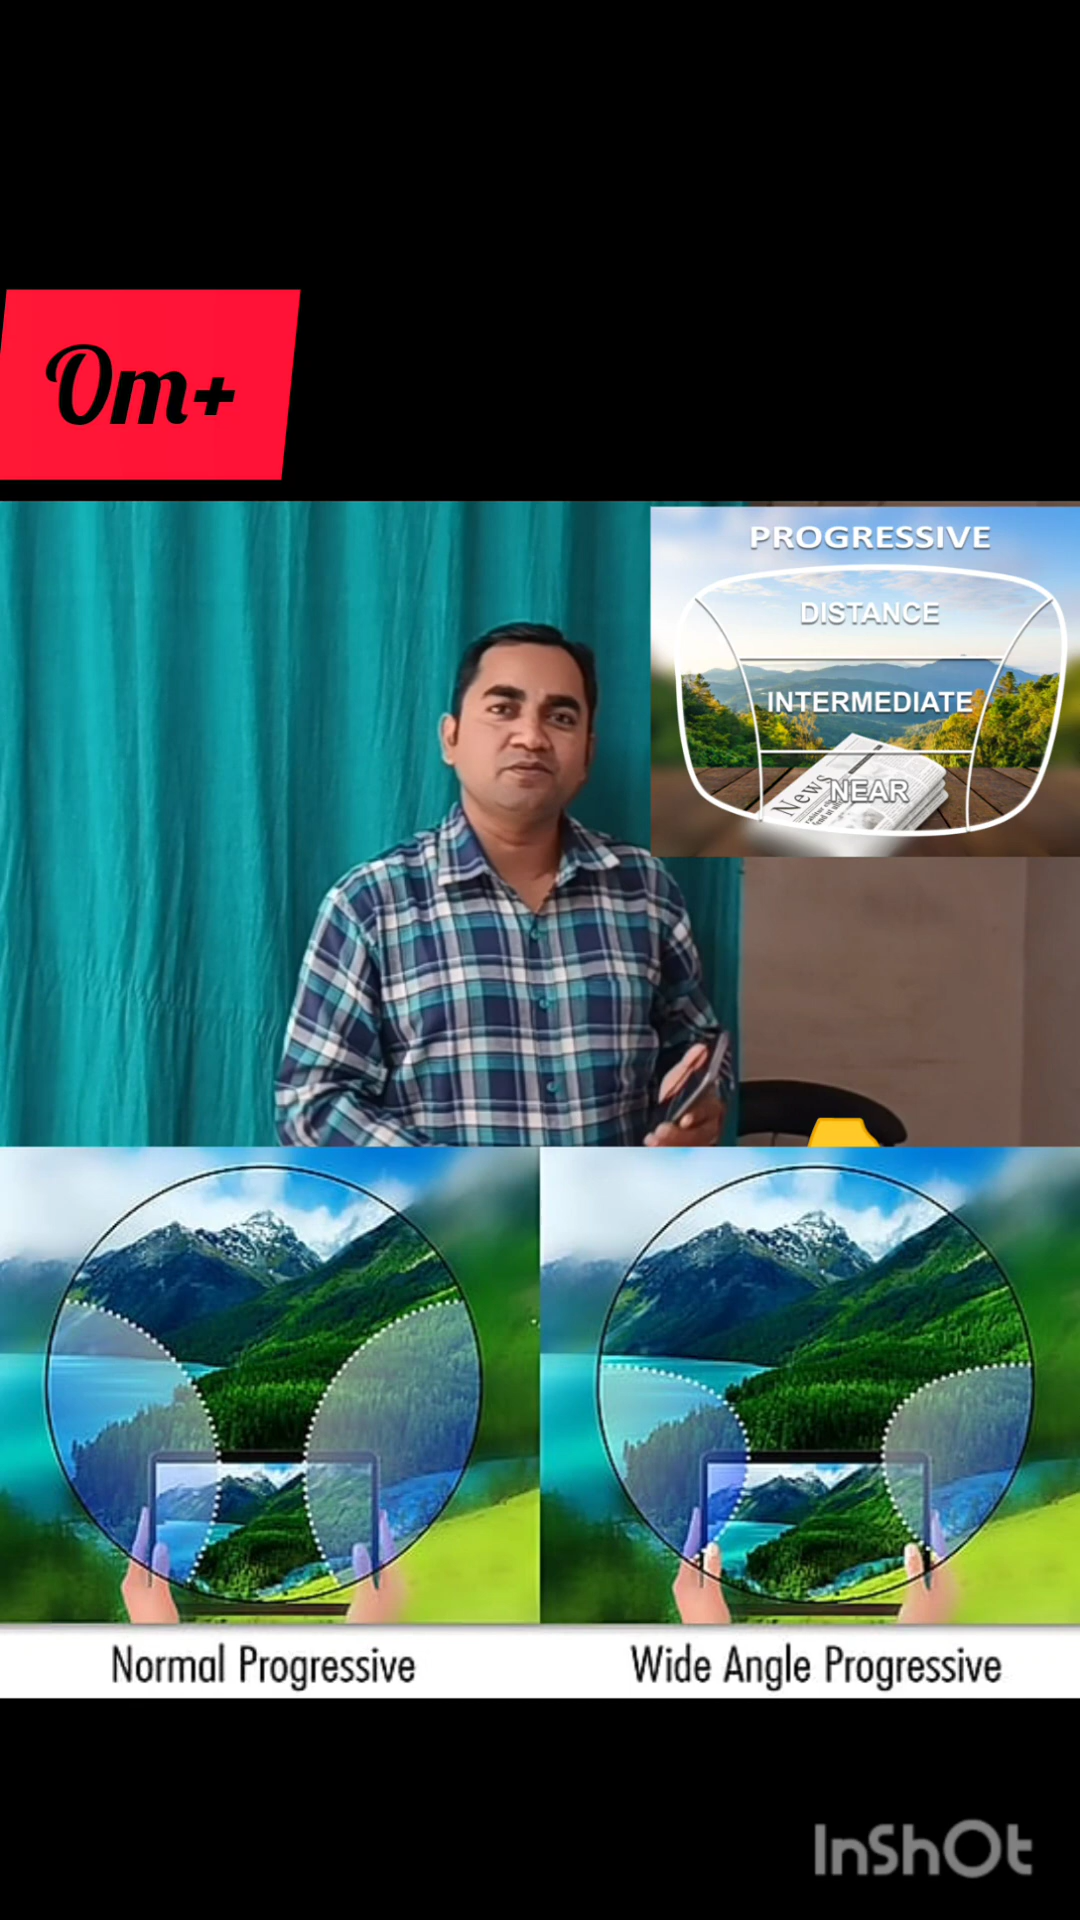 Om+
PROGRESSIVE
DISTANCE
INTERMEDIATE
News
NEAR
Normal Progressive
Wide Angle Progressive
InShOt